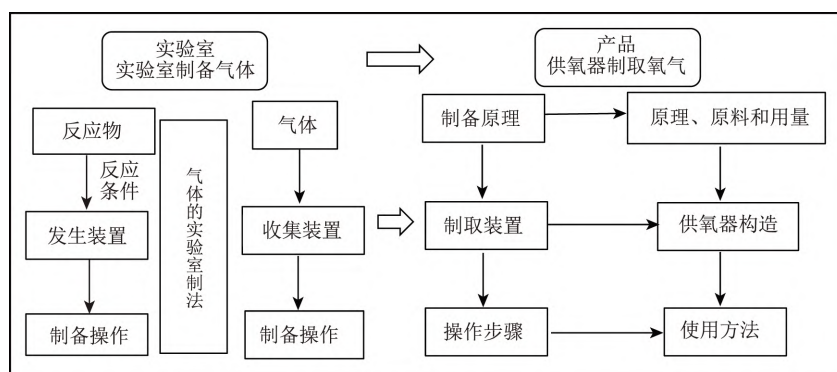 实验室
实验室制备气体
产品
供氧器制取氧气
反应物
反应
条件
发生装置
制备操作
气体的实验室制法
气体
收集装置
制备操作
制备原理
制取装置
操作步骤
原理、原料和用量
供氧器构造
使用方法